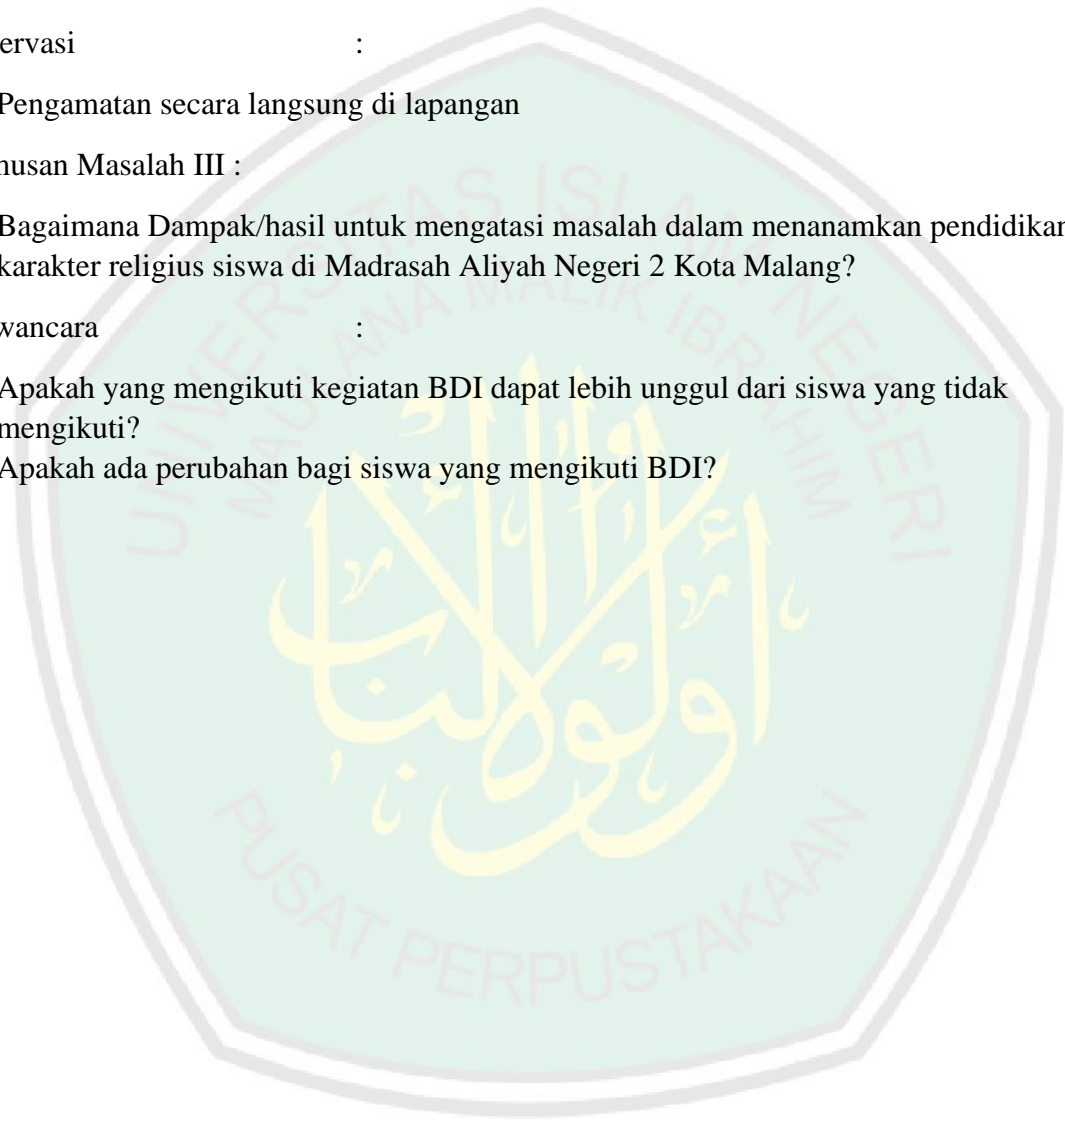 ervasi :
Pengamatan secara langsung di lapangan
usan Masalah III :
Bagaimana Dampak/hasil untuk mengatasi masalah dalam menanamkan pendidikan
karakter religius siswa di Madrasah Aliyah Negeri 2 Kota Malang?
wancara :
Apakah yang mengikuti kegiatan BDI dapat lebih unggul dari siswa yang tidak
mengikuti?
Apakah ada perubahan bagi siswa yang mengikuti BDI?
UNIVERSITAS ISLAM NEGERI
MAULANA MALIK IBRAHIM
أولوا الألباب
PUSAT PERPUSTAKAAN